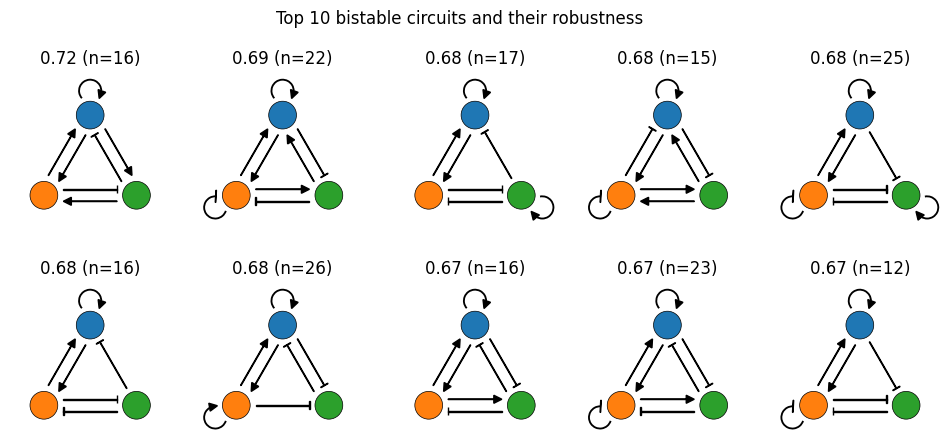 Top 10 bistable circuits and their robustness
0.72 (n=16)
0.69 (n=22)
0.68 (n=17)
0.68 (n=15)
0.68 (n=25)
0.68 (n=16)
0.68 (n=26)
0.67 (n=16)
0.67 (n=23)
0.67 (n=12)